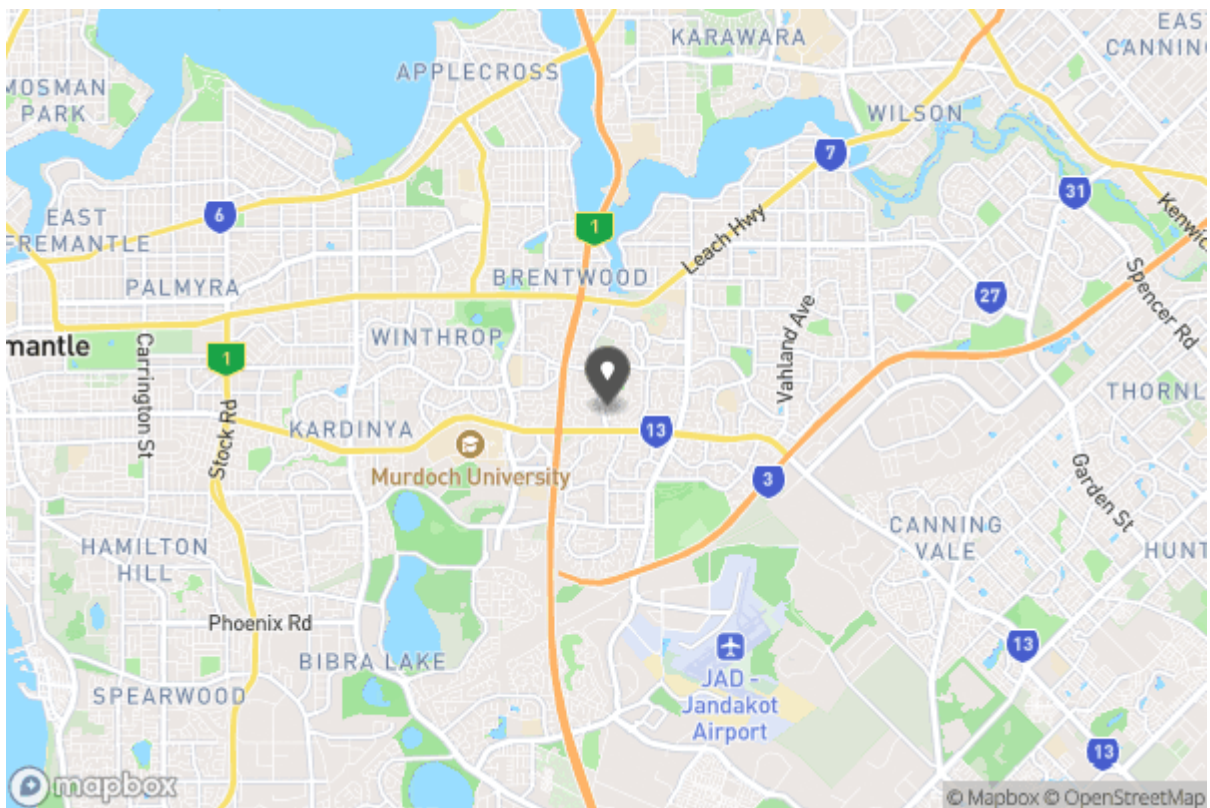 EAST
CANNING
KARAWARA
APPLECROSS
MOSMAN
PARK
WILSON
7
31
6
1
EAST
FREMANTLE
Kenwic
Leach Hwy
BRENTWOOD
PALMYRA
27
Spencer Rd
Vahland Ave
WINTHROP
mantle
Carrington St
1
THORNL
Stock Rd
KARDINYA
13
Murdoch University
3
Garden St
CANNING
VALE
HAMILTON
HILL
HUNT
Phoenix Rd
13
BIBRA LAKE
JAD -
Jandakot
Airport
SPEARWOOD
13
mapbox
© Mapbox © OpenStreetMap